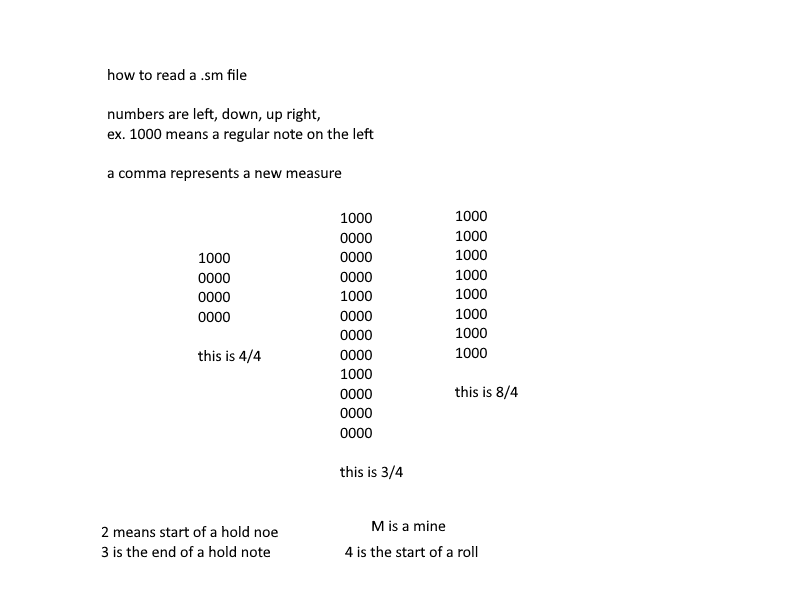 how to read a .sm file
numbers are left, down, up right,
ex. 1000 means a regular note on the left
a comma represents a new measure
1000
0000
0000
0000
this is 4/4
1000
0000
0000
0000
1000
0000
0000
0000
1000
0000
0000
0000
this is 3/4
1000
1000
1000
1000
1000
1000
1000
1000
this is 8/4
2 means start of a hold noe
3 is the end of a hold note
M is a mine
4 is the start of a roll